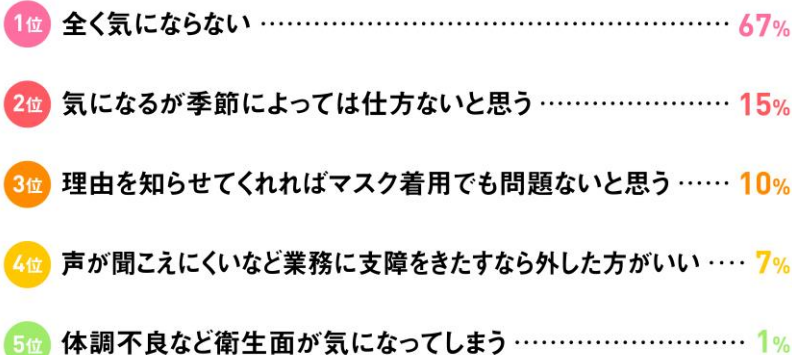 1位 全く気にならない …………………………………………… 67%
2位 気になるが季節によっては仕方ないと思う ………………… 15%
3位 理由を知らせてくれればマスク着用でも問題ないと思う …… 10%
4位 声が聞こえにくいなど業務に支障をきたすなら外した方がいい ‥‥ 7%
5位 体調不良など衛生面が気になってしまう …………………… 1%